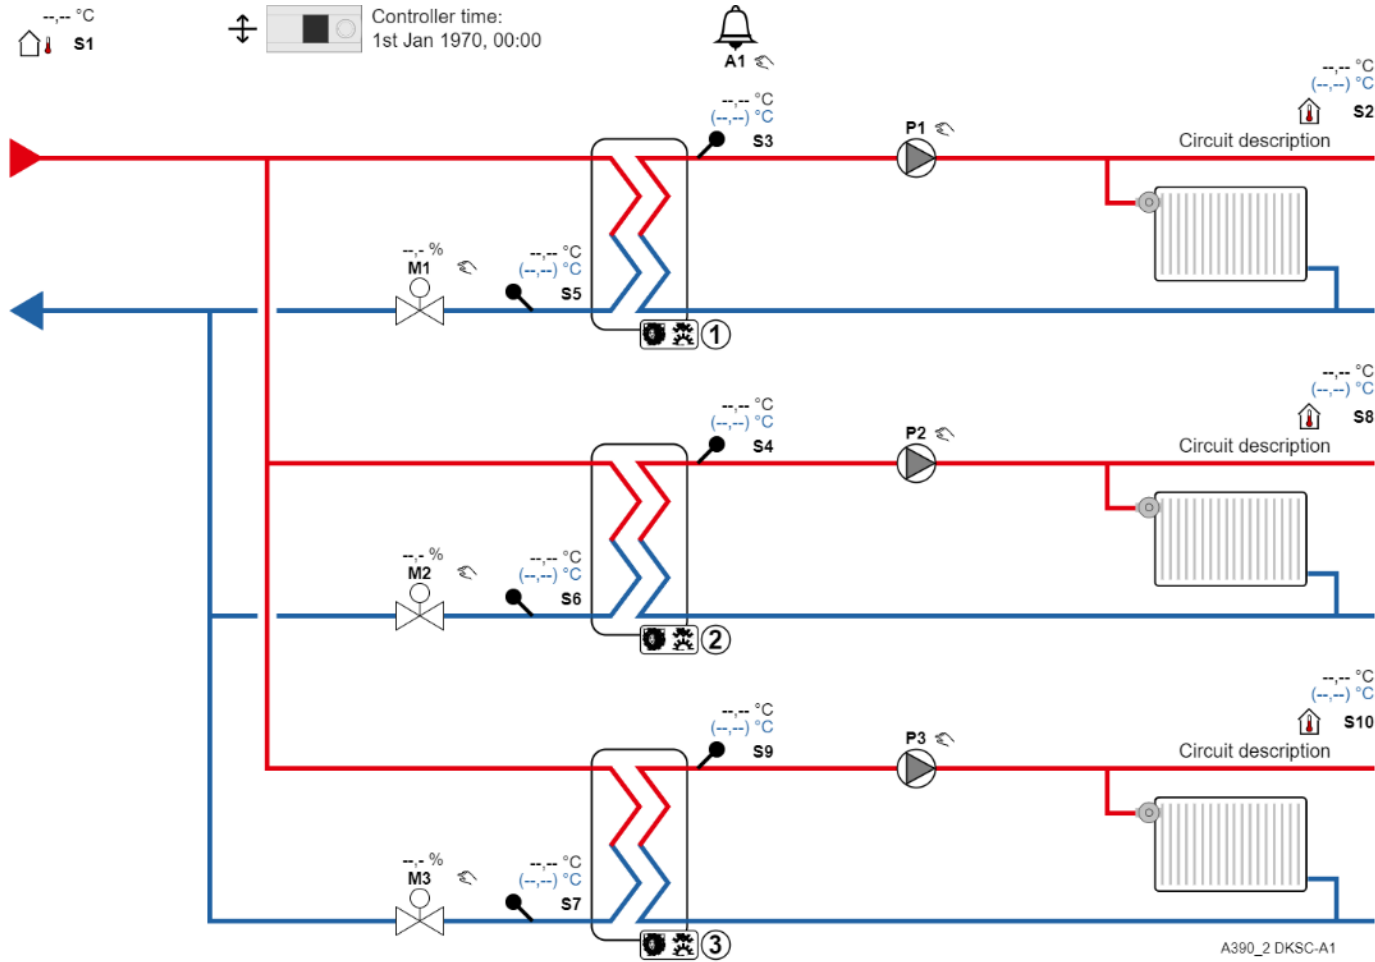 --,-- °C
S1
Controller time:
1st Jan 1970, 00:00
A1
--,-- °C
(--,--) °C
S2
Circuit description
--,-- °C
(--,--) °C
S3
P1
--,- %
M1
--,-- °C
(--,--) °C
S5
1
--,-- °C
(--,--) °C
S8
Circuit description
--,-- °C
(--,--) °C
S4
P2
--,- %
M2
--,-- °C
(--,--) °C
S6
2
--,-- °C
(--,--) °C
S10
Circuit description
--,-- °C
(--,--) °C
S9
P3
--,- %
M3
--,-- °C
(--,--) °C
S7
3
A390_2 DKSC-A1